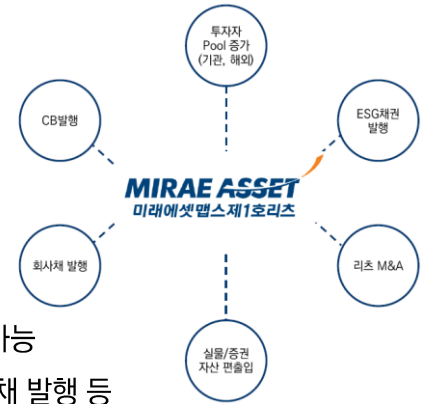 투자자
Pool 증가
(기관, 해외)
CB발행
ESG채권
발행
MIRAE ASSET
미래에셋맵스제1호리츠
회사채 발행
리츠 M&A
실물/증권
자산 편출입
가능
채 발행 등